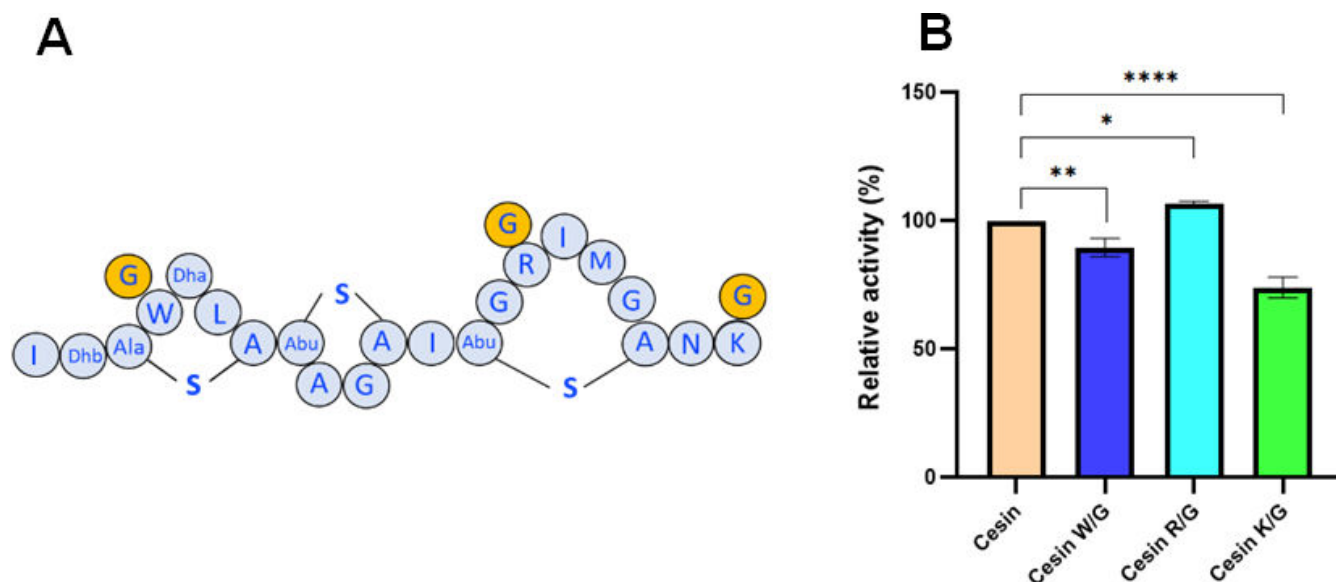 A
B
G
G
G
I
Dhb
Ala
W
Dha
L
A
Abu
A
G
A
I
Abu
G
R
I
M
G
A
N
K
S
S
S
****
*
**
Relative activity (%)
150
100
50
0
Cesin
Cesin W/G
Cesin R/G
Cesin K/G